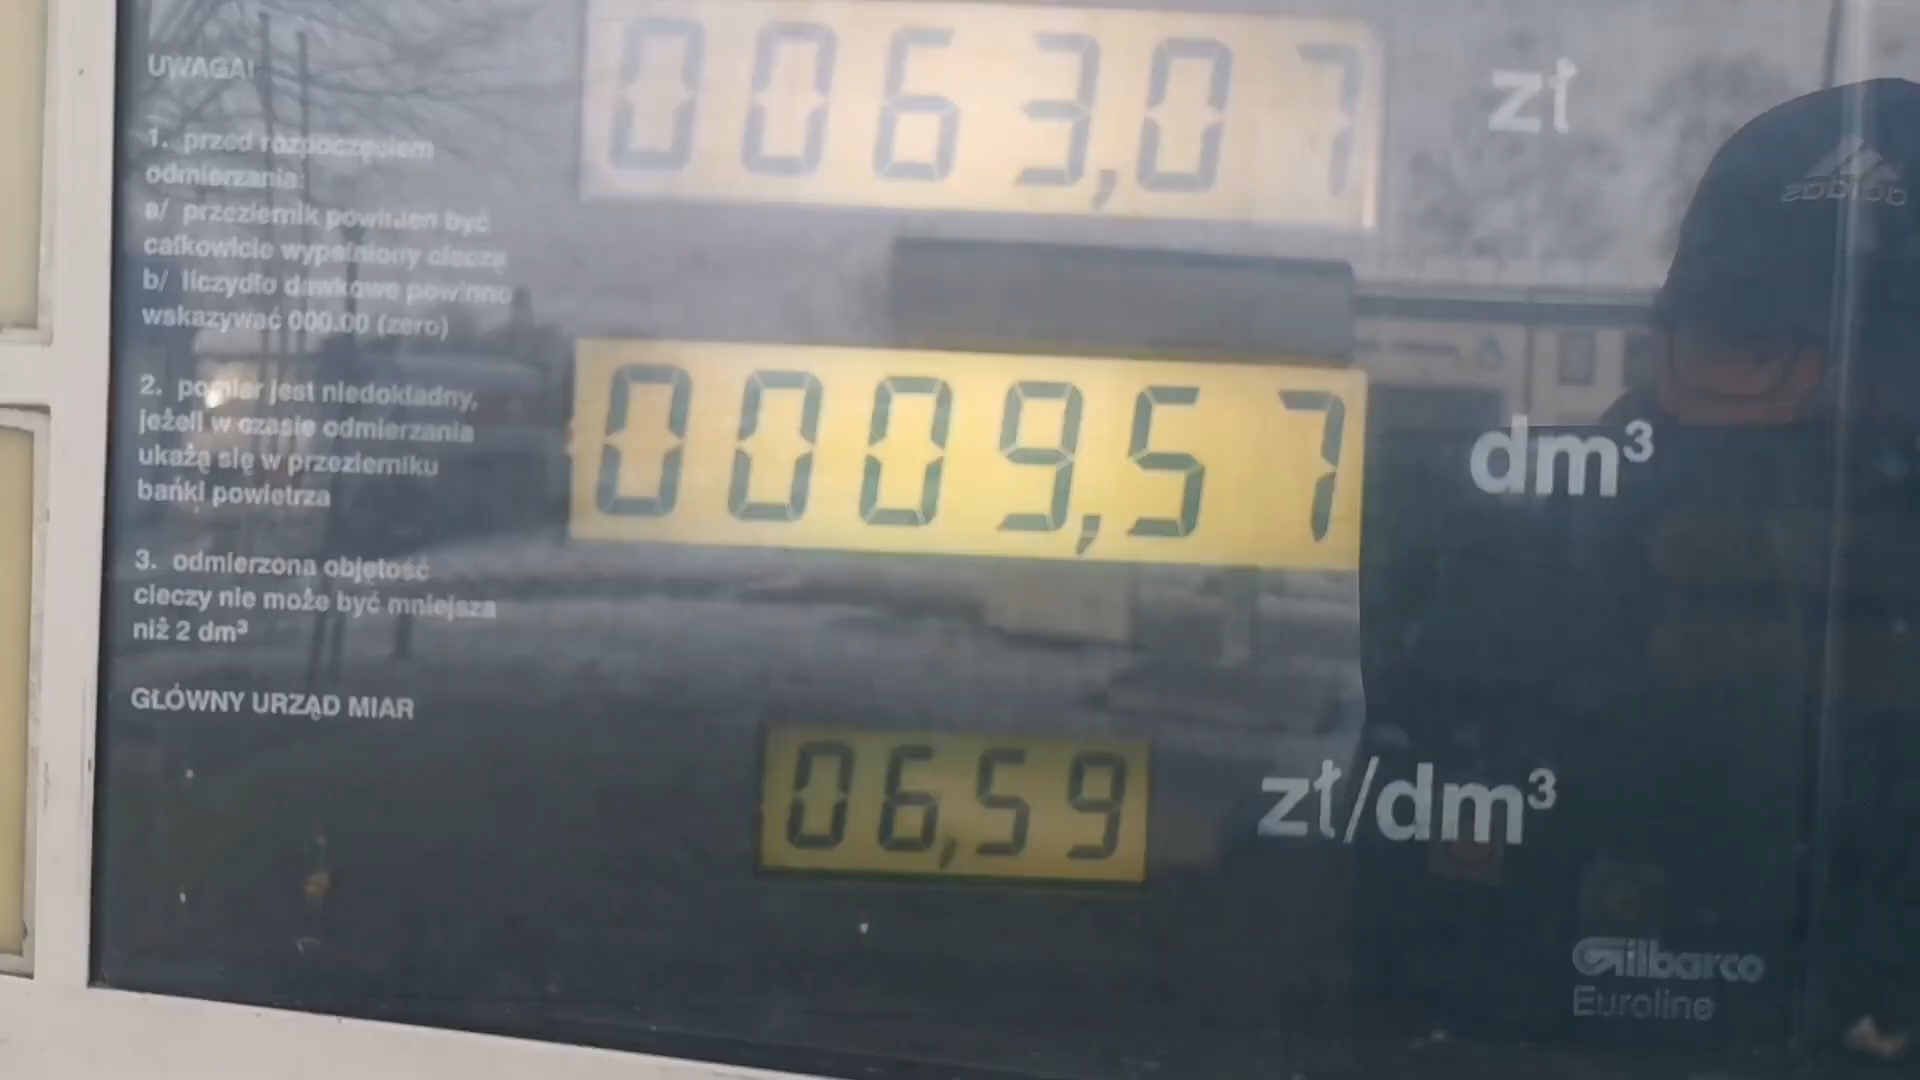 0063,07 zł
UWAGA!
1. przed rozpoczęciem
odmierzania:
a/ przeziernik powinien być
całkowicie wypełniony cieczą
b/ liczydło dawkowe powinno
wskazywać 000.00 (zero)
0009,57 dm³
2. pomiar jest niedokładny,
jeżeli w czasie odmierzania
ukażą się w przezierniku
bańki powietrza
3. odmierzona objętość
cieczy nie może być mniejsza
niż 2 dm³
GŁÓWNY URZĄD MIAR
06,59 zł/dm³
adidas
Gilbarco
Euroline